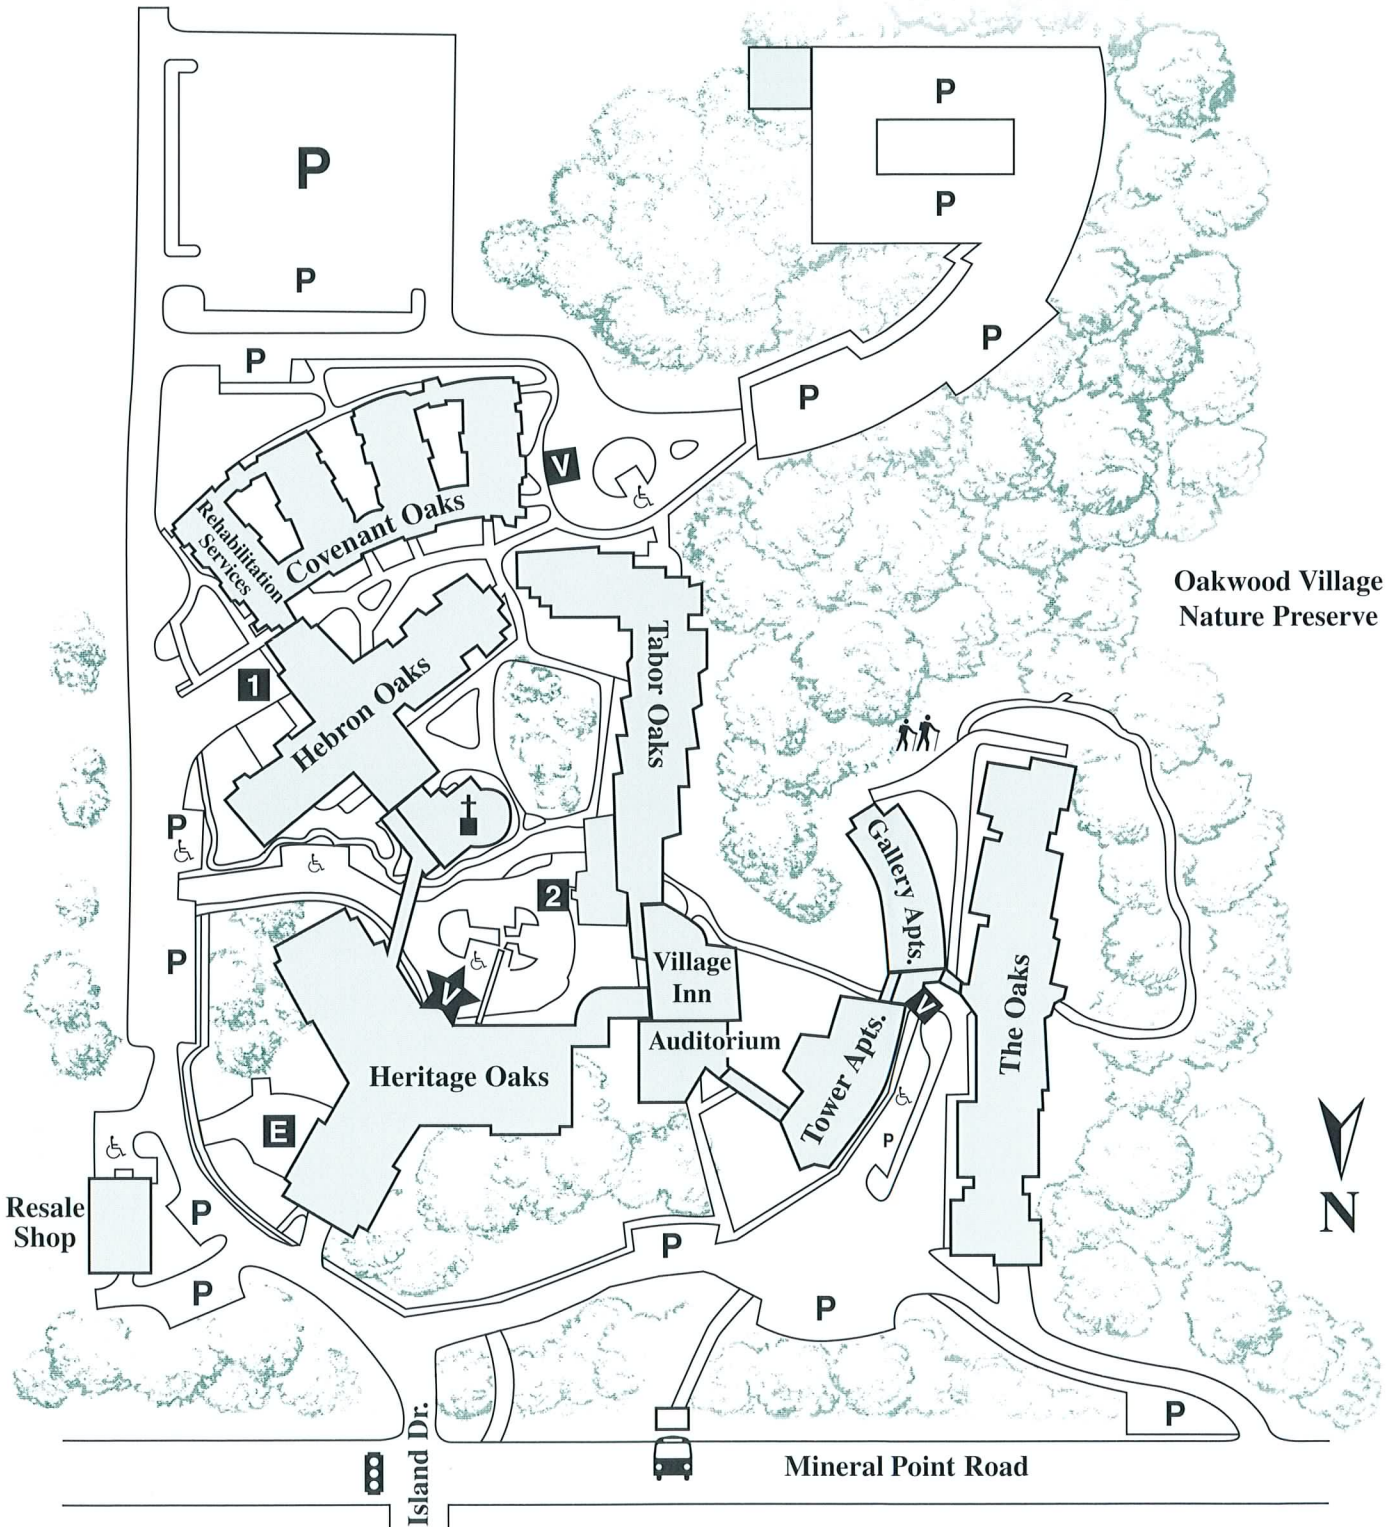 P
P
P
P
P
P
P
P
V
Rehabilitation
Services
Covenant Oaks
Oakwood Village
Nature Preserve
Tabor Oaks
1
Hebron Oaks
P
Gallery Apts.
2
P
Village
Inn
V
V
The Oaks
Auditorium
Tower Apts.
Heritage Oaks
E
P
N
Resale
Shop
P
P
P
P
P
Island Dr.
Mineral Point Road